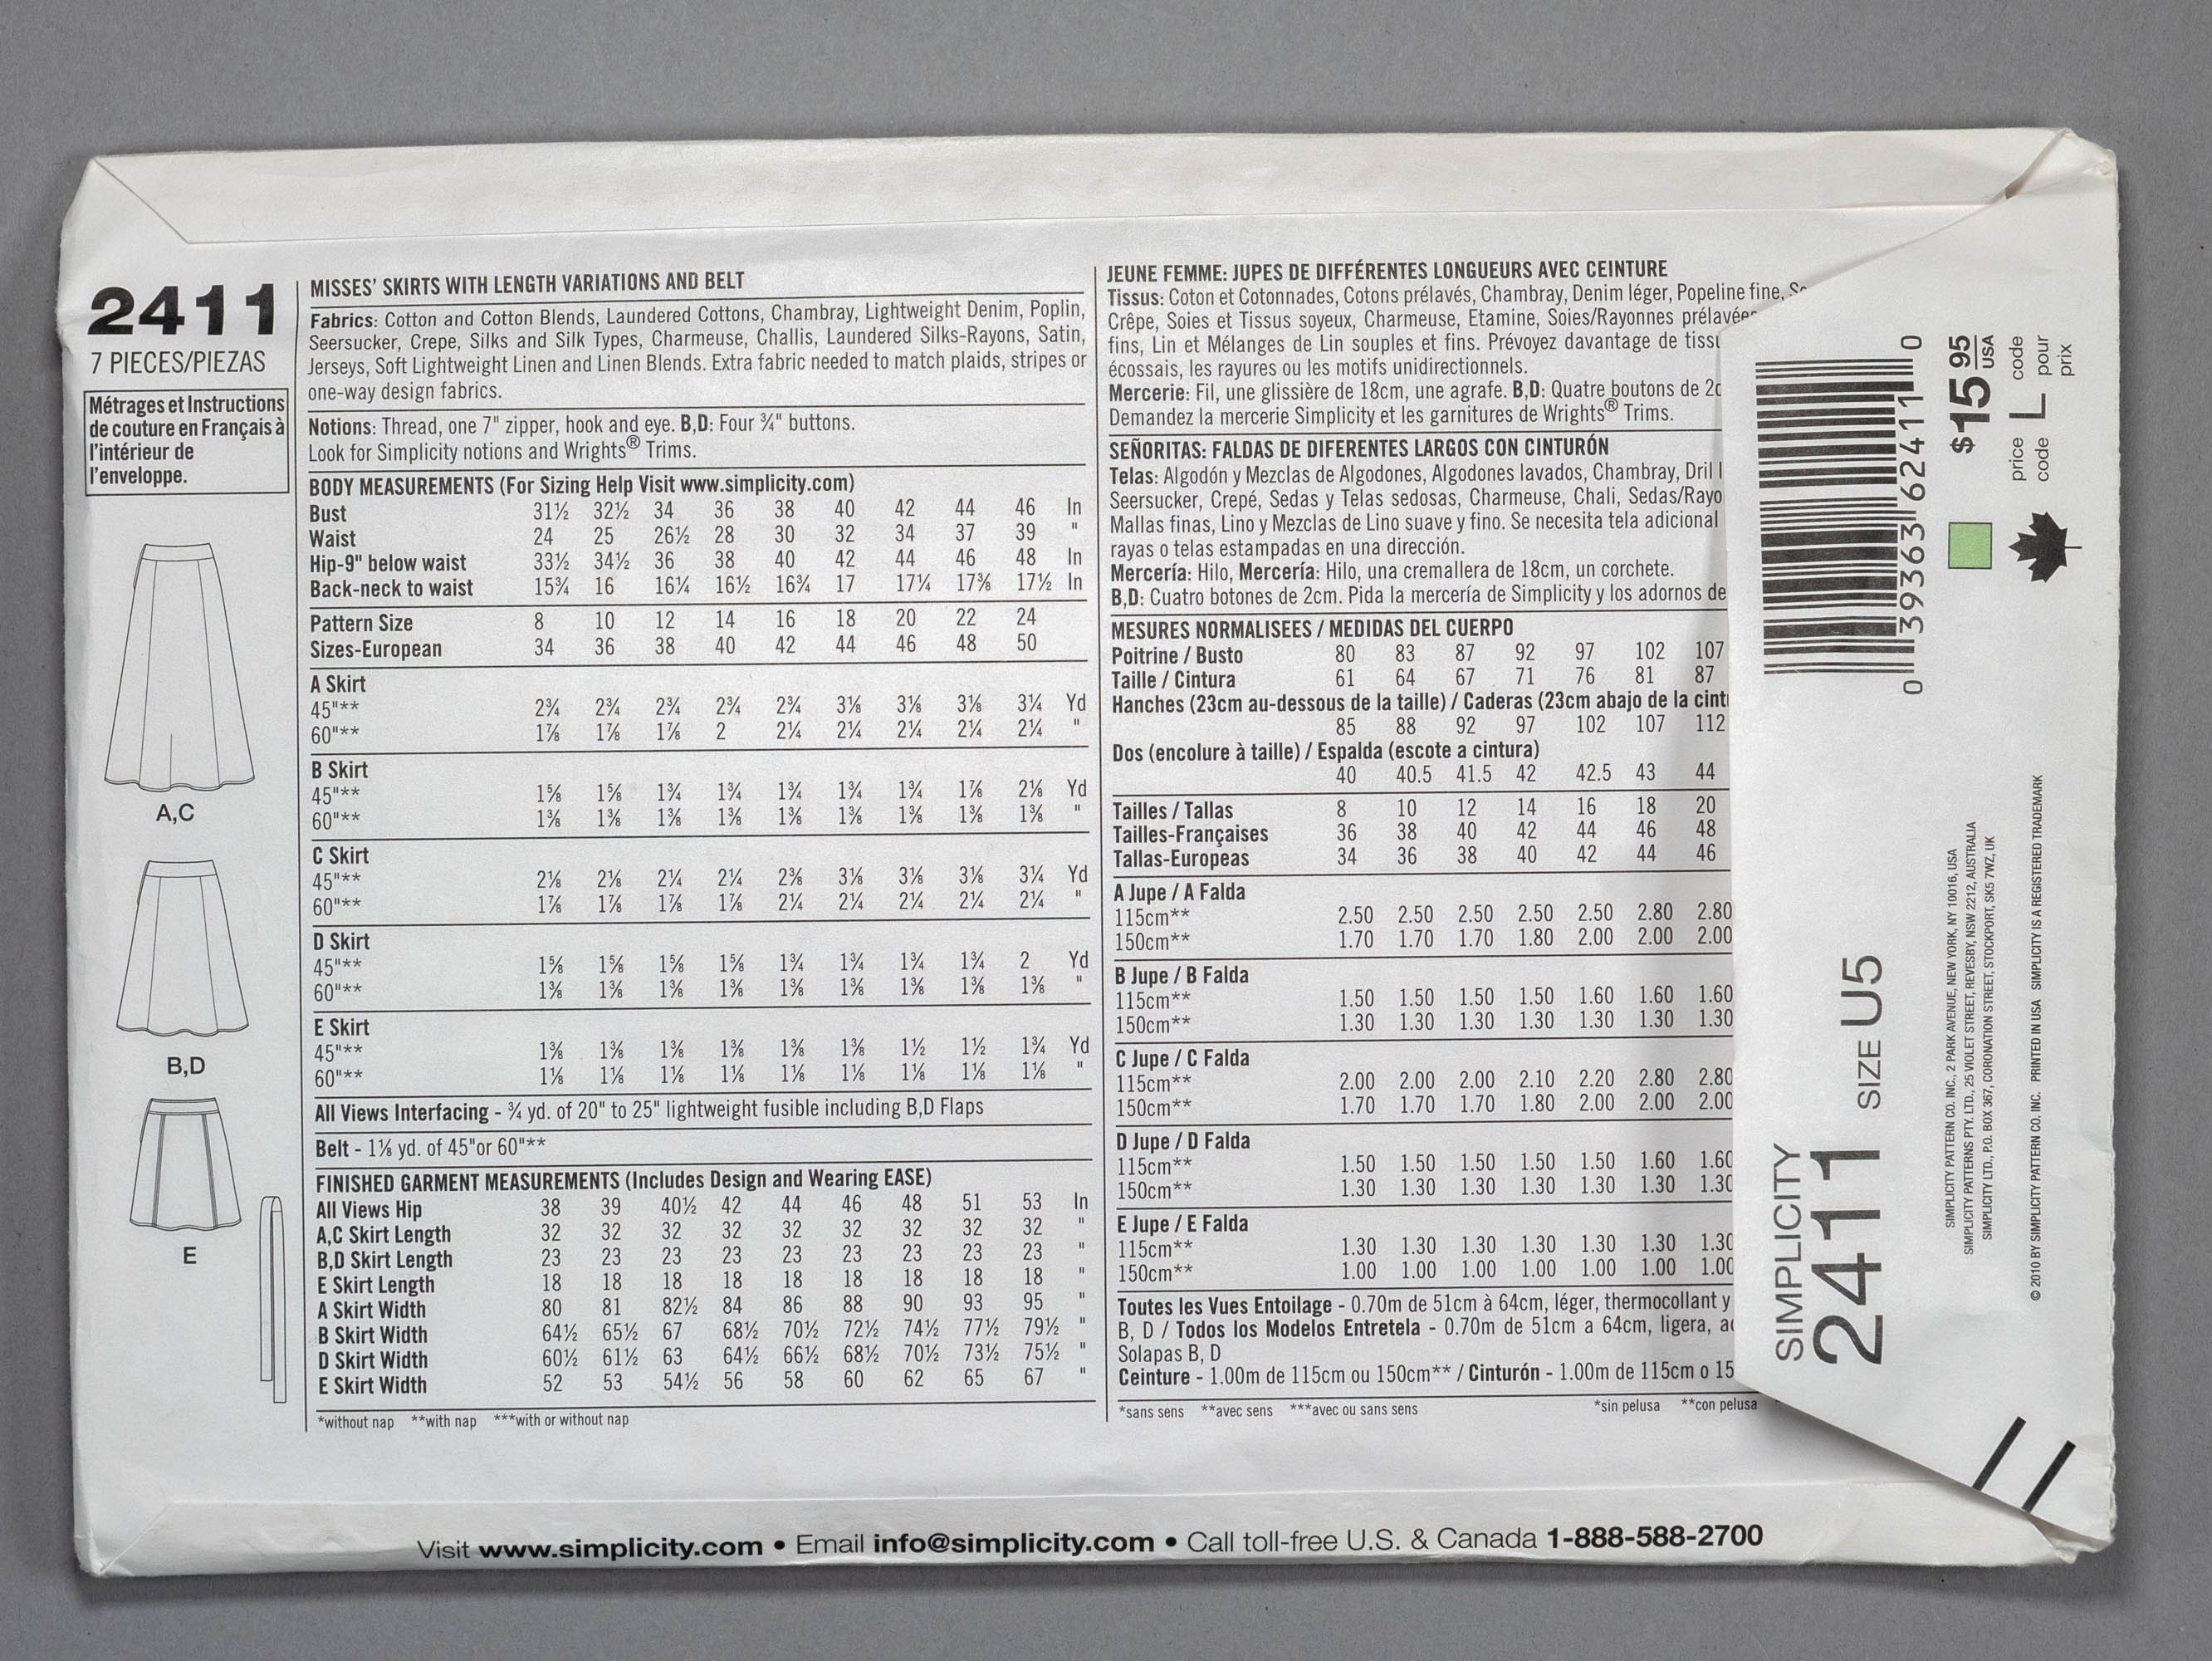 2411
7 PIECES/PIEZAS
Métrages et Instructions
de couture en Français à
l'intérieur de
l'enveloppe.
A,C
B,D
E
MISSES' SKIRTS WITH LENGTH VARIATIONS AND BELT
Fabrics: Cotton and Cotton Blends, Laundered Cottons, Chambray, Lightweight Denim, Poplin,
Seersucker, Crepe, Silks and Silk Types, Charmeuse, Challis, Laundered Silks-Rayons, Satin,
Jerseys, Soft Lightweight Linen and Linen Blends. Extra fabric needed to match plaids, stripes or
one-way design fabrics.
Notions: Thread, one 7" zipper, hook and eye. B,D: Four ¾" buttons.
Look for Simplicity notions and Wrights® Trims.
BODY MEASUREMENTS (For Sizing Help Visit www.simplicity.com)
Bust 31½ 32½ 34 36 38 40 42 44 46 In
Waist 24 25 26½ 28 30 32 34 37 39 "
Hip-9" below waist 33½ 34½ 36 38 40 42 44 46 48 In
Back-neck to waist 15¾ 16 16¼ 16½ 16¾ 17 17¼ 17⅜ 17½ In
Pattern Size 8 10 12 14 16 18 20 22 24
Sizes-European 34 36 38 40 42 44 46 48 50
A Skirt
45"** 2¾ 2¾ 2¾ 2¾ 2¾ 3⅛ 3⅛ 3⅛ 3¼ Yd
60"** 1⅞ 1⅞ 1⅞ 2 2¼ 2¼ 2¼ 2¼ 2¼ "
B Skirt
45"** 1⅝ 1⅝ 1¾ 1¾ 1¾ 1¾ 1¾ 1⅞ 2⅛ Yd
60"** 1⅜ 1⅜ 1⅜ 1⅜ 1⅜ 1⅜ 1⅜ 1⅜ 1⅜ "
C Skirt
45"** 2⅛ 2⅛ 2¼ 2¼ 2⅜ 3⅛ 3⅛ 3⅛ 3¼ Yd
60"** 1⅞ 1⅞ 1⅞ 1⅞ 2¼ 2¼ 2¼ 2¼ 2¼ "
D Skirt
45"** 1⅝ 1⅝ 1⅝ 1⅝ 1¾ 1¾ 1¾ 1¾ 2 Yd
60"** 1⅜ 1⅜ 1⅜ 1⅜ 1⅜ 1⅜ 1⅜ 1⅜ 1⅜ "
E Skirt
45"** 1⅜ 1⅜ 1⅜ 1⅜ 1⅜ 1⅜ 1½ 1½ 1¾ Yd
60"** 1⅛ 1⅛ 1⅛ 1⅛ 1⅛ 1⅛ 1⅛ 1⅛ 1⅛ "
All Views Interfacing - ¾ yd. of 20" to 25" lightweight fusible including B,D Flaps
Belt - 1⅛ yd. of 45"or 60"**
FINISHED GARMENT MEASUREMENTS (Includes Design and Wearing EASE)
All Views Hip 38 39 40½ 42 44 46 48 51 53 In
A,C Skirt Length 32 32 32 32 32 32 32 32 32 "
B,D Skirt Length 23 23 23 23 23 23 23 23 23 "
E Skirt Length 18 18 18 18 18 18 18 18 18 "
A Skirt Width 80 81 82½ 84 86 88 90 93 95 "
B Skirt Width 64½ 65½ 67 68½ 70½ 72½ 74½ 77½ 79½ "
D Skirt Width 60½ 61½ 63 64½ 66½ 68½ 70½ 73½ 75½ "
E Skirt Width 52 53 54½ 56 58 60 62 65 67 "
*without nap **with nap ***with or without nap
JEUNE FEMME: JUPES DE DIFFÉRENTES LONGUEURS AVEC CEINTURE
Tissus: Coton et Cotonnades, Cotons prélavés, Chambray, Denim léger, Popeline fine,
Crêpe, Soies et Tissus soyeux, Charmeuse, Etamine, Soies/Rayonnes
fins, Lin et Mélanges de Lin souples et fins. Prévoyez davantage de
écossais, les rayures ou les motifs unidirectionnels.
Mercerie: Fil, une glissière de 18cm, une agrafe. B,D: Quatre boutons de
Demandez la mercerie Simplicity et les garnitures de Wrights® Trims.
SEÑORITAS: FALDAS DE DIFERENTES LARGOS CON CINTURÓN
Telas: Algodón y Mezclas de Algodones, Algodones lavados, Chambray, Dril
Seersucker, Crepé, Sedas y Telas sedosas, Charmeuse, Chali, Sedas/Rayo
Mallas finas, Lino y Mezclas de Lino suave y fino. Se necesita tela adicional
rayas o telas estampadas en una dirección.
Mercería: Hilo, Mercería: Hilo, una cremallera de 18cm, un corchete.
B,D: Cuatro botones de 2cm. Pida la mercería de Simplicity y los adornos de
MESURES NORMALISEES / MEDIDAS DEL CUERPO
Poitrine / Busto 80 83 87 92 97 102 107
Taille / Cintura 61 64 67 71 76 81 87
Hanches (23cm au-dessous de la taille) / Caderas (23cm abajo de la cint
85 88 92 97 102 107 112
Dos (encolure à taille) / Espalda (escote a cintura)
40 40.5 41.5 42 42.5 43 44
Tailles / Tallas 8 10 12 14 16 18 20
Tailles-Françaises 36 38 40 42 44 46 48
Tallas-Europeas 34 36 38 40 42 44 46
A Jupe / A Falda
115cm** 2.50 2.50 2.50 2.50 2.50 2.80 2.80
150cm** 1.70 1.70 1.70 1.80 2.00 2.00 2.00
B Jupe / B Falda
115cm** 1.50 1.50 1.50 1.50 1.60 1.60 1.60
150cm** 1.30 1.30 1.30 1.30 1.30 1.30 1.30
C Jupe / C Falda
115cm** 2.00 2.00 2.00 2.10 2.20 2.80 2.80
150cm** 1.70 1.70 1.70 1.80 2.00 2.00 2.00
D Jupe / D Falda
115cm** 1.50 1.50 1.50 1.50 1.50 1.60 1.60
150cm** 1.30 1.30 1.30 1.30 1.30 1.30 1.30
E Jupe / E Falda
115cm** 1.30 1.30 1.30 1.30 1.30 1.30 1.30
150cm** 1.00 1.00 1.00 1.00 1.00 1.00 1.00
Toutes les Vues Entoilage - 0.70m de 51cm à 64cm, léger, thermocollant y
B, D / Todos los Modelos Entretela - 0.70m de 51cm a 64cm, ligera,
Solapas B, D
Ceinture - 1.00m de 115cm ou 150cm** / Cinturón - 1.00m de 115cm o 15
*sans sens **avec sens ***avec ou sans sens *sin pelusa **con pelusa
0 39363 62411 0
$15 95 USA
price code L code pour prix
SIMPLICITY
2411 SIZE U5
SIMPLICITY PATTERN CO. INC., 2 PARK AVENUE, NEW YORK, NY 10016, USA
SIMPLICITY PATTERNS PTY. LTD., 25 VIOLET STREET, REVESBY, NSW 2212, AUSTRALIA
SIMPLICITY LTD., P.O. BOX 367, CORONATION STREET, STOCKPORT, SK5 7WZ, UK
© 2010 BY SIMPLICITY PATTERN CO. INC. PRINTED IN USA SIMPLICITY IS A REGISTERED TRADEMARK
Visit www.simplicity.com • Email info@simplicity.com • Call toll-free U.S. & Canada 1-888-588-2700